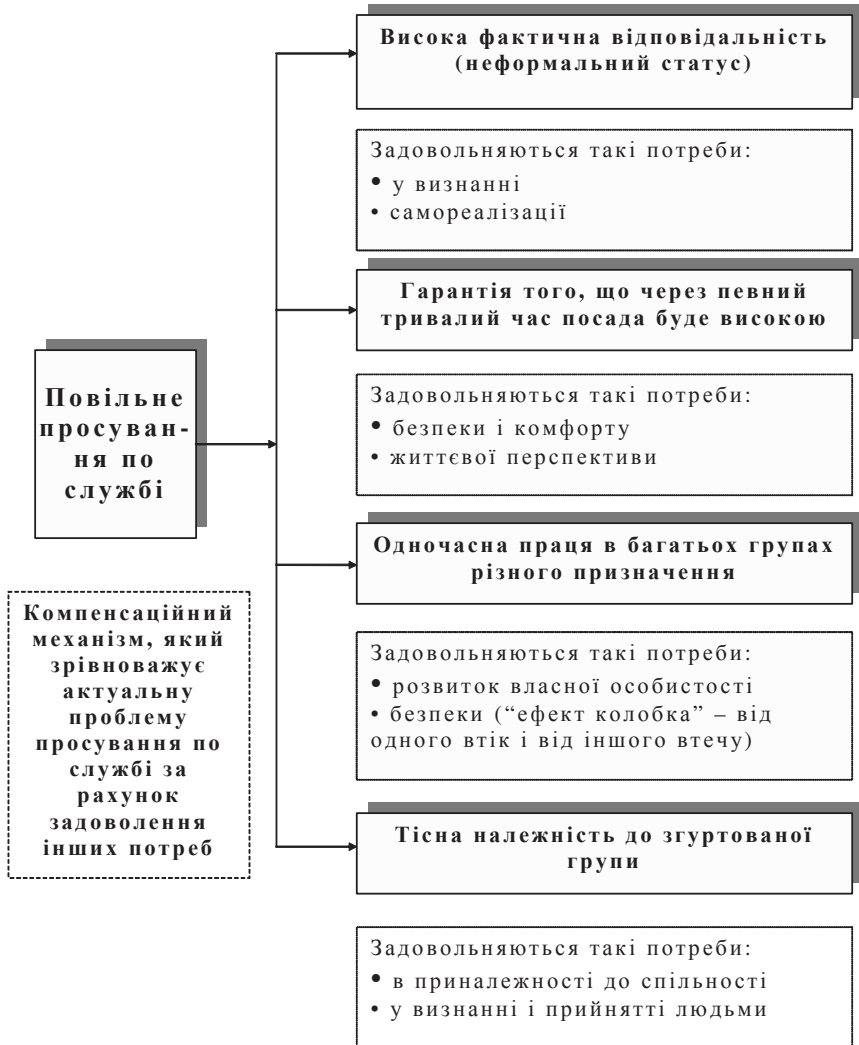 Висока фактична відповідальність
(неформальний статус)
Задовольняються такі потреби:
• у визнанні
• самореалізації
Гарантія того, що через певний
тривалий час посада буде високою
Задовольняються такі потреби:
• безпеки і комфорту
• життєвої перспективи
Повільне
просуван-
ня по
службі
Одночасна праця в багатьох групах
різного призначення
Компенсаційний
механізм, який
зрівноважує
актуальну
проблему
просування по
службі за
рахунок
задоволення
інших потреб
Задовольняються такі потреби:
• розвиток власної особистості
• безпеки (“ефект колобка” – від
одного втік і від іншого втечу)
Тісна належність до згуртованої
групи
Задовольняються такі потреби:
• в приналежності до спільності
• у визнанні і прийнятті людьми